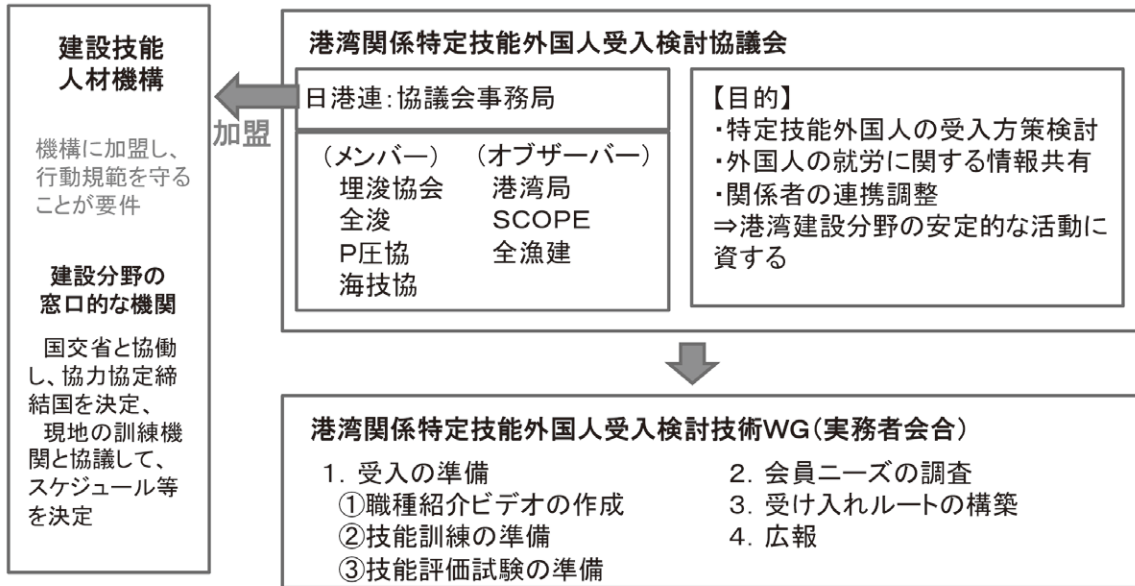 建設技能
人材機構
機構に加盟し、
行動規範を守る
ことが要件
建設分野の
窓口的な機関
国交省と協働
し、協力協定締
結国を決定、
現地の訓練機
関と協議して、
スケジュール等
を決定
加盟
港湾関係特定技能外国人受入検討協議会
日港連：協議会事務局
（メンバー）
埋浚協会
全浚
P圧協
海技協
（オブザーバー）
港湾局
SCOPE
全漁建
【目的】
・特定技能外国人の受入方策検討
・外国人の就労に関する情報共有
・関係者の連携調整
⇒港湾建設分野の安定的な活動に
資する
港湾関係特定技能外国人受入検討技術WG（実務者会合）
1．受入の準備
①職種紹介ビデオの作成
②技能訓練の準備
③技能評価試験の準備
2．会員ニーズの調査
3．受け入れルートの構築
4．広報